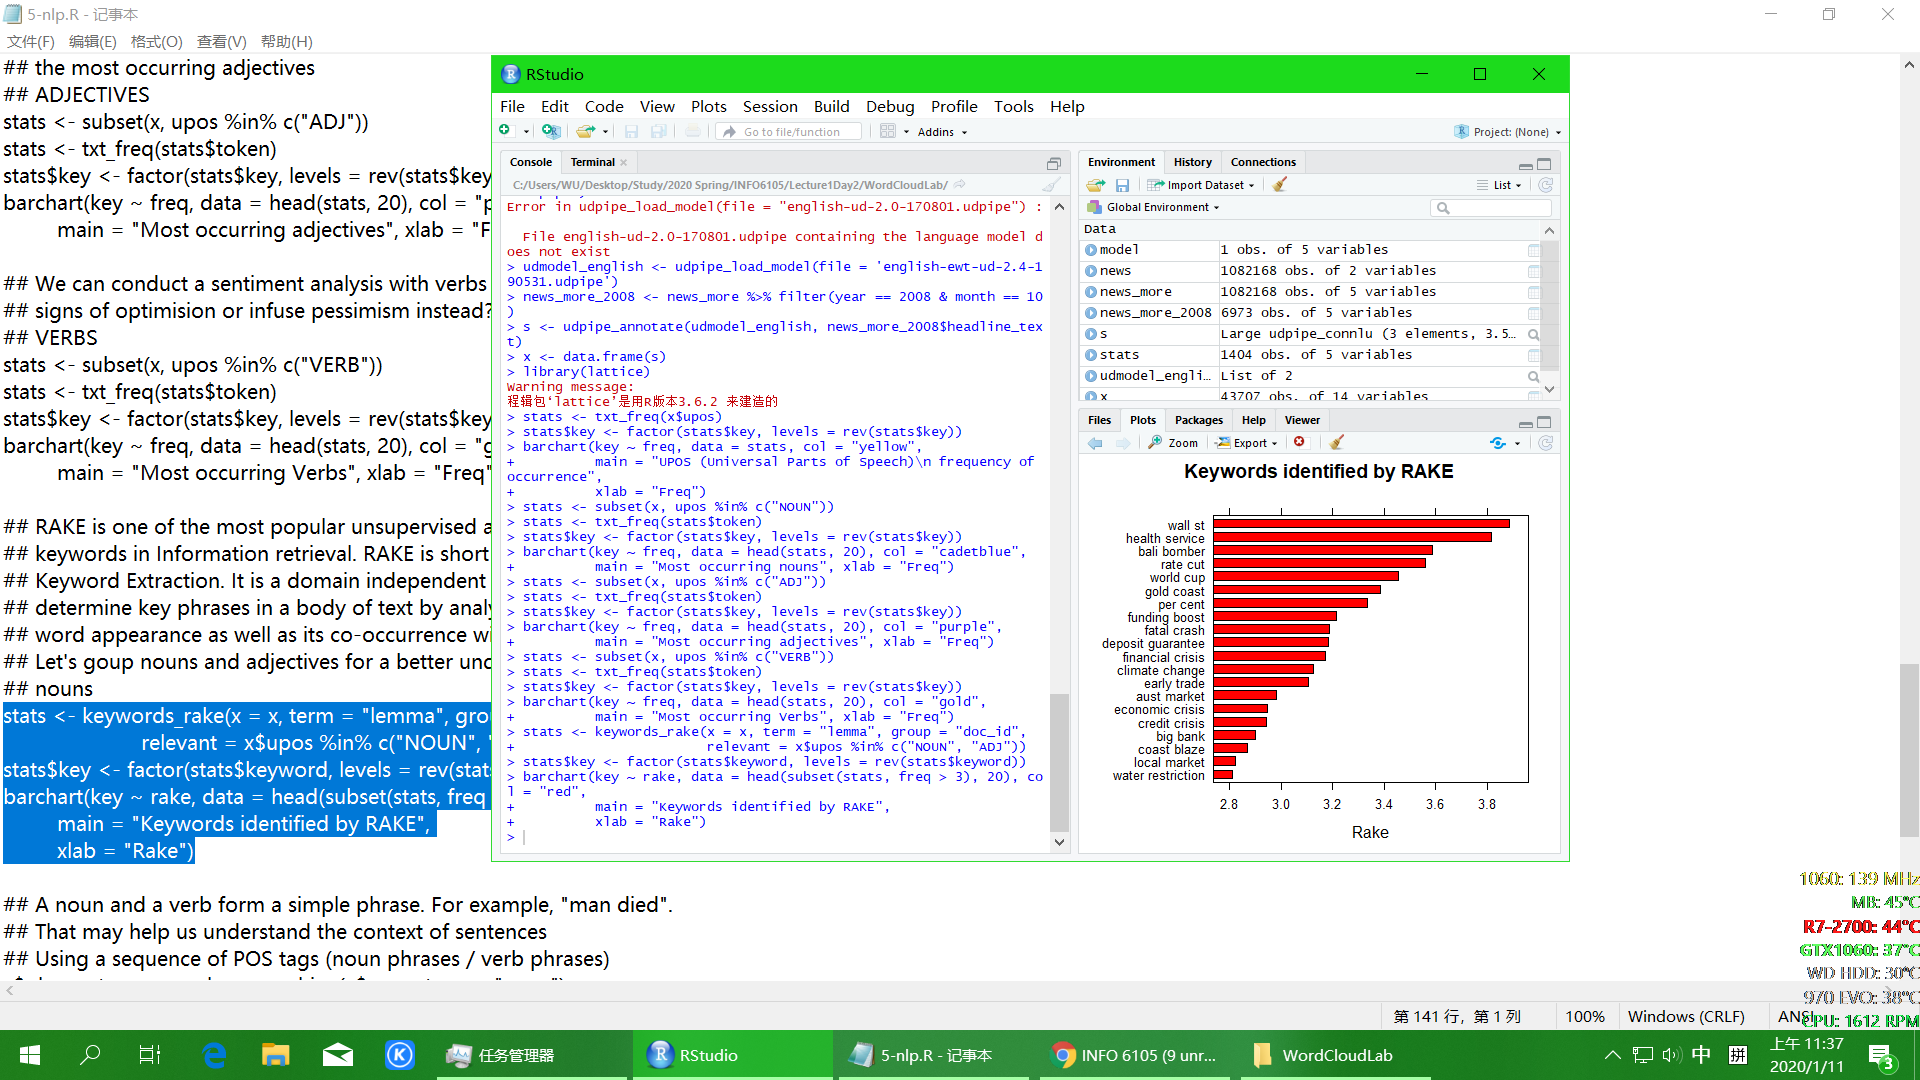 5-nlp.R - 记事本
文件(F) 编辑(E) 格式(O) 查看(V) 帮助(H)
## the most occurring adjectives
## ADJECTIVES
stats <- subset(x, upos %in% c("ADJ"))
stats <- txt_freq(stats$token)
stats$key <- factor(stats$key, levels = rev(stats$key
barchart(key ~ freq, data = head(stats, 20), col = "p
main = "Most occurring adjectives", xlab = "F
## We can conduct a sentiment analysis with verbs
## signs of optimision or infuse pessimism instead?
## VERBS
stats <- subset(x, upos %in% c("VERB"))
stats <- txt_freq(stats$token)
stats$key <- factor(stats$key, levels = rev(stats$key
barchart(key ~ freq, data = head(stats, 20), col = "g
main = "Most occurring Verbs", xlab = "Freq"
## RAKE is one of the most popular unsupervised a
## keywords in Information retrieval. RAKE is short
## Keyword Extraction. It is a domain independent
## determine key phrases in a body of text by analy
## word appearance as well as its co-occurrence wi
## Let's goup nouns and adjectives for a better und
## nouns
stats <- keywords_rake(x = x, term = "lemma", grou
relevant = x$upos %in% c("NOUN", "
stats$key <- factor(stats$keyword, levels = rev(stats
barchart(key ~ rake, data = head(subset(stats, freq
main = "Keywords identified by RAKE",
xlab = "Rake")
## A noun and a verb form a simple phrase. For example, "man died".
## That may help us understand the context of sentences
## Using a sequence of POS tags (noun phrases / verb phrases)
RStudio
File Edit Code View Plots Session Build Debug Profile Tools Help
Go to file/function Addins Project: (None)
Console Terminal
C:/Users/WU/Desktop/Study/2020 Spring/INFO6105/Lecture1Day2/WordCloudLab/
Error in udpipe_load_model(file = "english-ud-2.0-170801.udpipe") :
File english-ud-2.0-170801.udpipe containing the language model d
oes not exist
> udmodel_english <- udpipe_load_model(file = 'english-ewt-ud-2.4-1
90531.udpipe')
> news_more_2008 <- news_more %>% filter(year == 2008 & month == 10
)
> s <- udpipe_annotate(udmodel_english, news_more_2008$headline_tex
t)
> x <- data.frame(s)
> library(lattice)
Warning message:
程辑包‘lattice’是用R版本3.6.2 来建造的
> stats <- txt_freq(x$upos)
> stats$key <- factor(stats$key, levels = rev(stats$key))
> barchart(key ~ freq, data = stats, col = "yellow",
+ main = "UPOS (Universal Parts of Speech)\n frequency of
occurrence",
+ xlab = "Freq")
> stats <- subset(x, upos %in% c("NOUN"))
> stats <- txt_freq(stats$token)
> stats$key <- factor(stats$key, levels = rev(stats$key))
> barchart(key ~ freq, data = head(stats, 20), col = "cadetblue",
+ main = "Most occurring nouns", xlab = "Freq")
> stats <- subset(x, upos %in% c("ADJ"))
> stats <- txt_freq(stats$token)
> stats$key <- factor(stats$key, levels = rev(stats$key))
> barchart(key ~ freq, data = head(stats, 20), col = "purple",
+ main = "Most occurring adjectives", xlab = "Freq")
> stats <- subset(x, upos %in% c("VERB"))
> stats <- txt_freq(stats$token)
> stats$key <- factor(stats$key, levels = rev(stats$key))
> barchart(key ~ freq, data = head(stats, 20), col = "gold",
+ main = "Most occurring Verbs", xlab = "Freq")
> stats <- keywords_rake(x = x, term = "lemma", group = "doc_id",
+ relevant = x$upos %in% c("NOUN", "ADJ"))
> stats$key <- factor(stats$keyword, levels = rev(stats$keyword))
> barchart(key ~ rake, data = head(subset(stats, freq > 3), 20), co
l = "red",
+ main = "Keywords identified by RAKE",
+ xlab = "Rake")
>
Environment History Connections
Import Dataset List
Global Environment
Data
model 1 obs. of 5 variables
news 1082168 obs. of 2 variables
news_more 1082168 obs. of 5 variables
news_more_2008 6973 obs. of 5 variables
s Large udpipe_connlu (3 elements, 3.5…
stats 1404 obs. of 5 variables
udmodel_engli… List of 2
x 43707 obs. of 14 variables
Files Plots Packages Help Viewer
Zoom Export
Keywords identified by RAKE
wall st
health service
bali bomber
rate cut
world cup
gold coast
per cent
funding boost
fatal crash
deposit guarantee
financial crisis
climate change
early trade
aust market
economic crisis
credit crisis
big bank
coast blaze
local market
water restriction
2.8 3.0 3.2 3.4 3.6 3.8
Rake
1060: 139 MHz
MB: 45°C
R7-2700: 44°C
GTX1060: 37°C
WD HDD: 30°C
970 EVO: 38°C
CPU: 1612 RPM
第 141 行，第 1 列 100% Windows (CRLF) ANSI
任务管理器 RStudio 5-nlp.R - 记事本 INFO 6105 (9 unr... WordCloudLab
中 拼 上午 11:37
2020/1/11
3